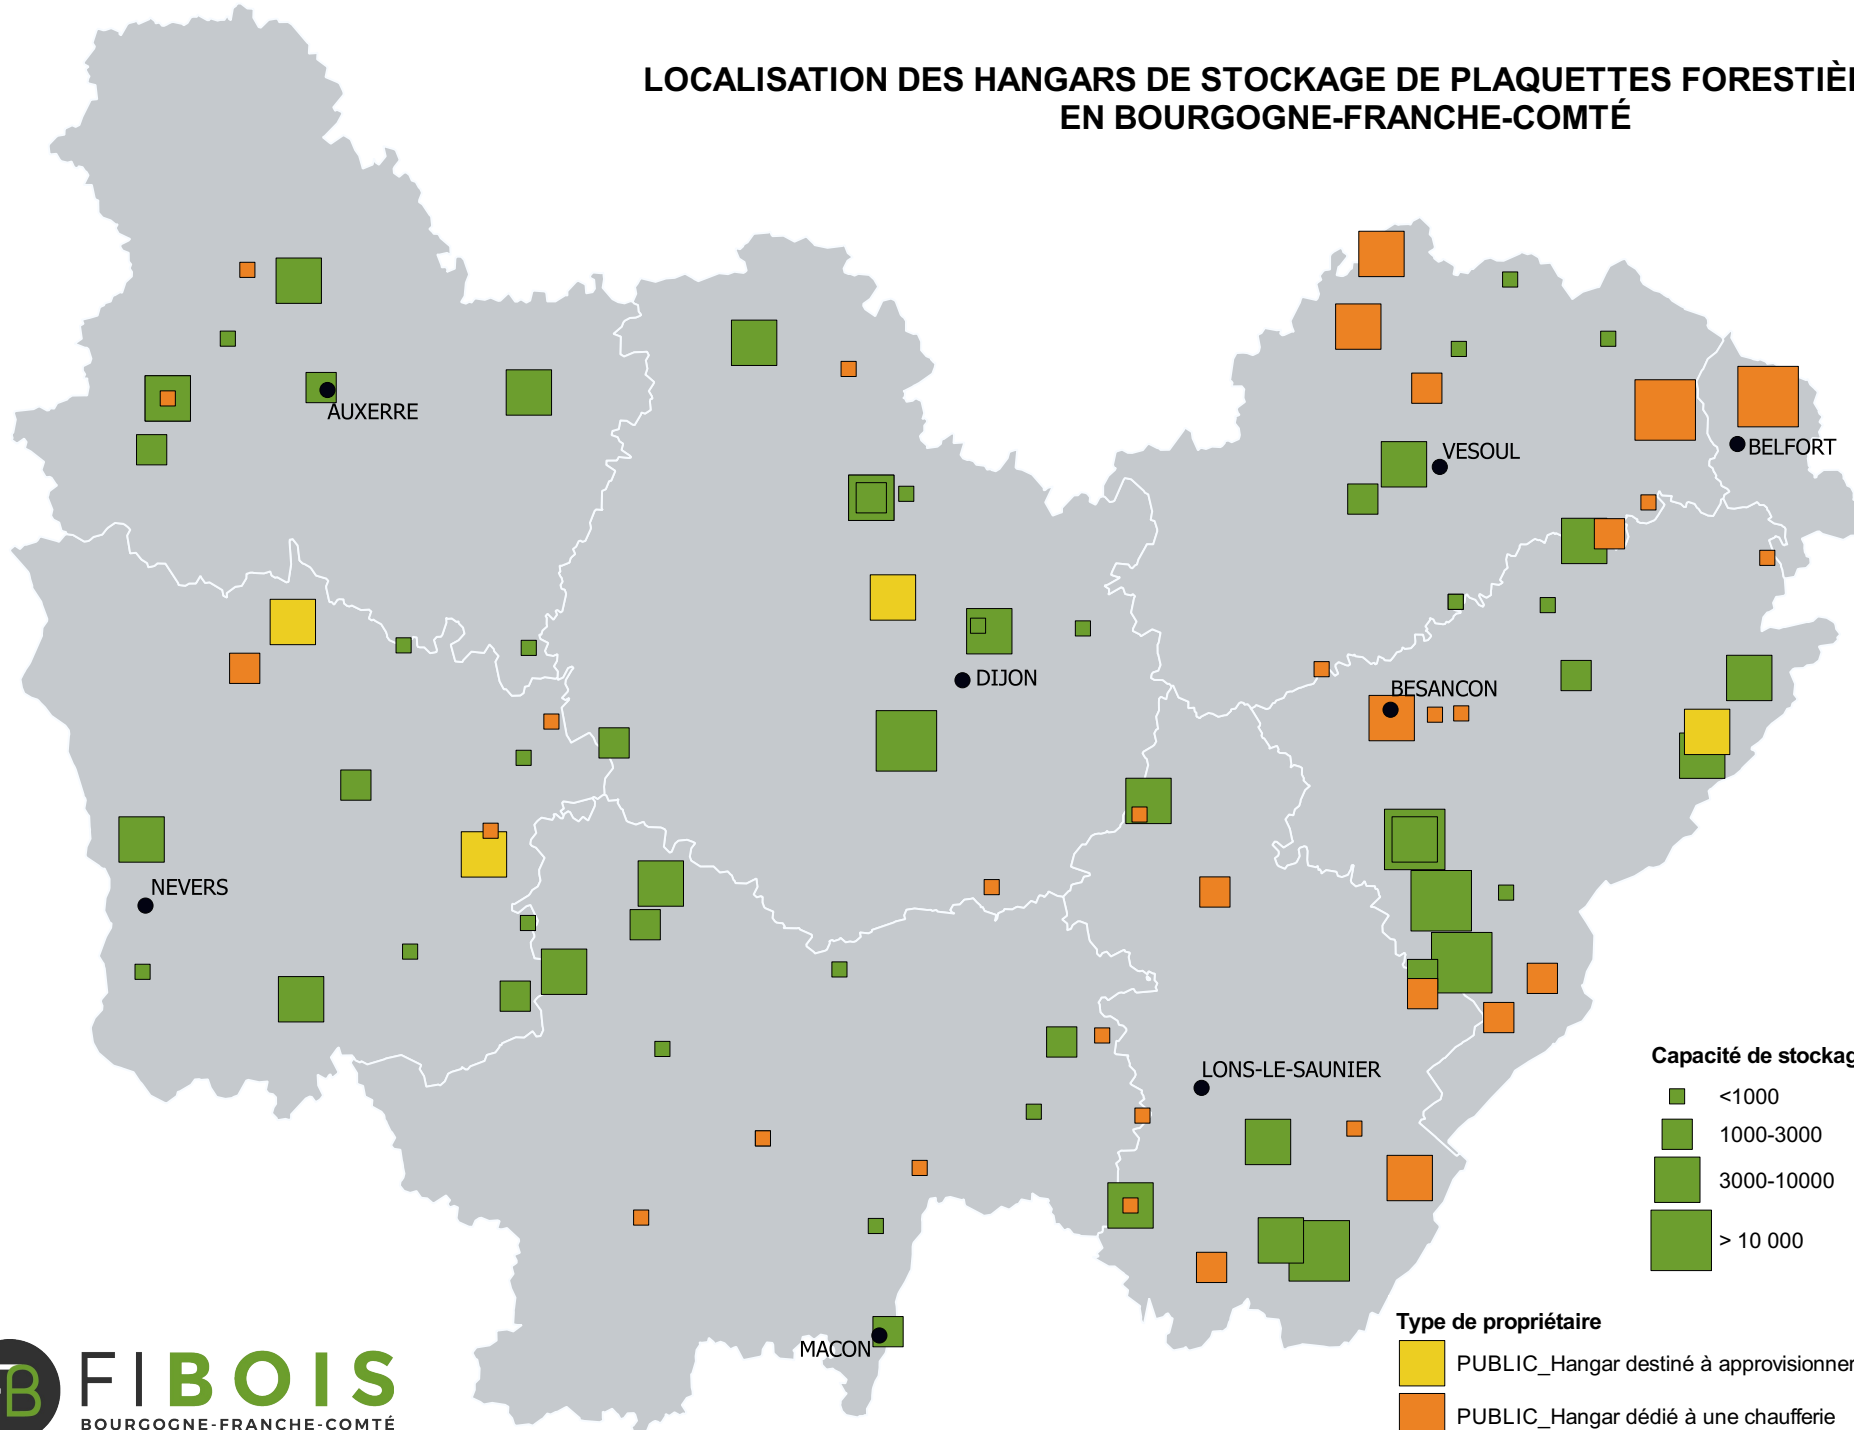 LOCALISATION DES HANGARS DE STOCKAGE DE PLAQUETTES
EN BOURGOGNE-FRANCHE-COMTÉ
AUXERRE
VESOUL
BELFORT
DIJON
BESANCON
NEVERS
LONS-LE-SAUNIER
MACON
Capacité de
<1000
1000-3000
3000-10000
> 10 000
Type de propriétaire
PUBLIC_Hangar destiné à approvisionner
PUBLIC_Hangar dédié à une chaufferie
FIBOIS
BOURGOGNE-FRANCHE-COMTÉ